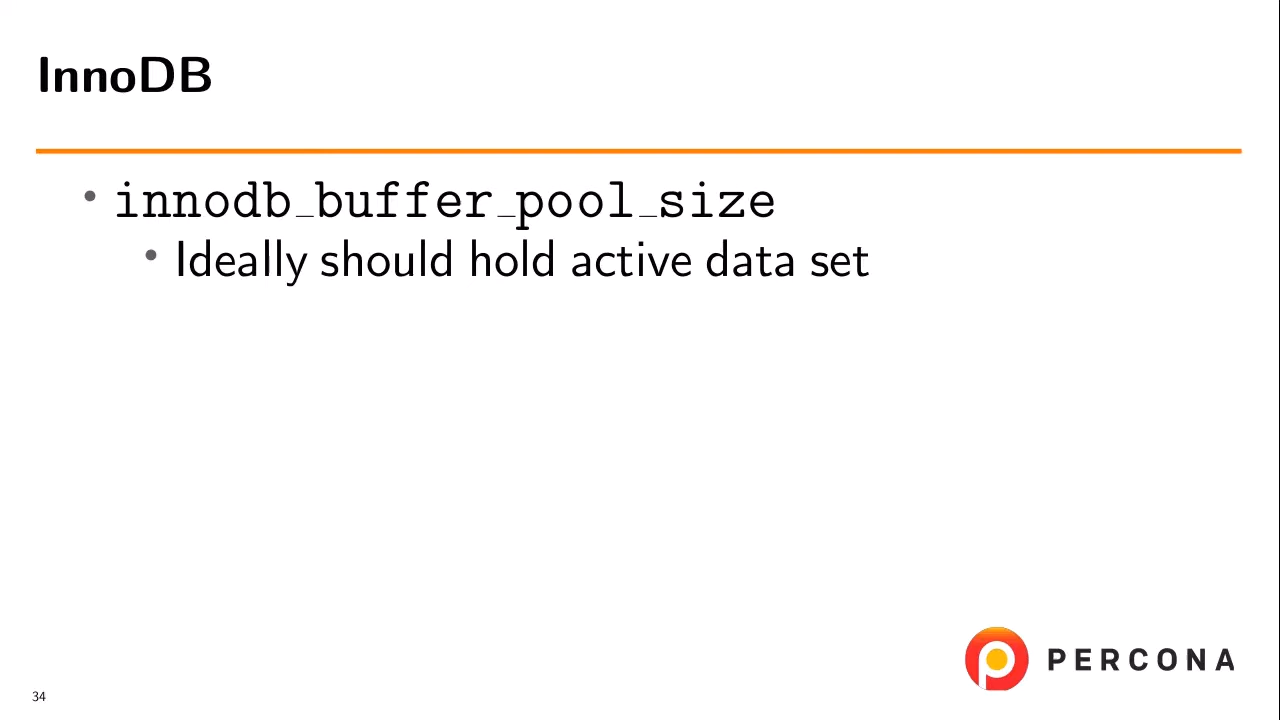 InnoDB
• innodb_buffer_pool_size
• Ideally should hold active data set
PERCONA
34